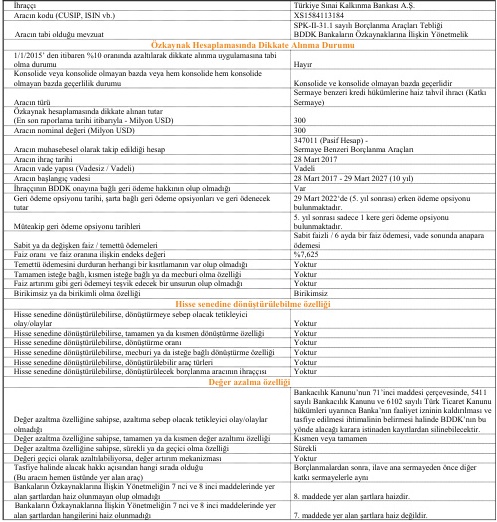 İhraççı Türkiye Sınai Kalkınma Bankası A.Ş.
Aracın kodu (CUSIP, ISIN vb.) XS1584113184
SPK-II-31.1 sayılı Borçlanma Araçları Tebliği
Aracın tabi olduğu mevzuat BDDK Bankaların Özkaynaklarına İlişkin Yönetmelik
Özkaynak Hesaplamasında Dikkate Alınma Durumu
1/1/2015’ den itibaren %10 oranında azaltılarak dikkate alınma uygulamasına tabi
olma durumu Hayır
Konsolide veya konsolide olmayan bazda veya hem konsolide hem konsolide
olmayan bazda geçerlilik durumu Konsolide ve konsolide olmayan bazda geçerlidir
Sermaye benzeri kredi hükümlerine haiz tahvil ihracı (Katkı
Aracın türü Sermaye)
Özkaynak hesaplamasında dikkate alınan tutar
(En son raporlama tarihi itibarıyla - Milyon USD) 300
Aracın nominal değeri (Milyon USD) 300
347011 (Pasif Hesap) -
Aracın muhasebesel olarak takip edildiği hesap Sermaye Benzeri Borçlanma Araçları
Aracın ihraç tarihi 28 Mart 2017
Aracın vade yapısı (Vadesiz / Vadeli) Vadeli
Aracın başlangıç vadesi 28 Mart 2017 - 29 Mart 2027 (10 yıl)
İhraççının BDDK onayına bağlı geri ödeme hakkının olup olmadığı Var
Geri ödeme opsiyonu tarihi, şarta bağlı geri ödeme opsiyonları ve geri ödenecek 29 Mart 2022‘de (5. yıl sonrası) erken ödeme opsiyonu
tutar bulunmaktadır.
5. yıl sonrası sadece 1 kere geri ödeme opsiyonu
Müteakip geri ödeme opsiyonu tarihleri bulunmaktadır.
Sabit faizli / 6 ayda bir faiz ödemesi, vade sonunda anapara
Sabit ya da değişken faiz / temettü ödemeleri ödemesi
Faiz oranı ve faiz oranına ilişkin endeks değeri %7,625
Temettü ödemesini durduran herhangi bir kısıtlamanın var olup olmadığı Yoktur
Tamamen isteğe bağlı, kısmen isteğe bağlı ya da mecburi olma özelliği Yoktur
Faiz artırımı gibi geri ödemeyi teşvik edecek bir unsurun olup olmadığı Yoktur
Birikimsiz ya da birikimli olma özelliği Birikimsiz
Hisse senedine dönüştürülebilme özelliği
Hisse senedine dönüştürülebilirse, dönüştürmeye sebep olacak tetikleyici
olay/olaylar Yoktur
Hisse senedine dönüştürülebilirse, tamamen ya da kısmen dönüştürme özelliği Yoktur
Hisse senedine dönüştürülebilirse, dönüştürme oranı Yoktur
Hisse senedine dönüştürülebilirse, mecburi ya da isteğe bağlı dönüştürme özelliği Yoktur
Hisse senedine dönüştürülebilirse, dönüştürülebilir araç türleri Yoktur
Hisse senedine dönüştürülebilirse, dönüştürülecek borçlanma aracının ihraççısı Yoktur
Değer azalma özelliği
Bankacılık Kanunu’nun 71’inci maddesi çerçevesinde, 5411
sayılı Bankacılık Kanunu ve 6102 sayılı Türk Ticaret Kanunu
hükümleri uyarınca Banka’nın faaliyet izninin kaldırılması ve
Değer azaltma özelliğine sahipse, azaltıma sebep olacak tetikleyici olay/olaylar tasfiye edilmesi ihtimalinin belirmesi halinde BDDK’nın bu
olmadığı yönde alacağı kararı istinaden kayıtlardan silinebilecektir.
Değer azaltma özelliğine sahipse, tamamen ya da kısmen değer azaltımı özelliği Kısmen veya tamamen
Değer azaltma özelliğine sahipse, sürekli ya da geçici olma özelliği Sürekli
Değeri geçici olarak azaltılabiliyorsa, değer artırım mekanizması Yoktur
Tasfiye halinde alacak hakkı açısından hangi sırada olduğu Borçlanmalardan sonra, ilave ana sermayeden önce diğer
(Bu aracın hemen üstünde yer alan araç) katkı sermayelerle aynı
Bankaların Özkaynaklarına İlişkin Yönetmeliğin 7 nci ve 8 inci maddelerinde yer
alan şartlardan haiz olunmayan olup olmadığı 8. maddede yer alan şartlara haizdir.
Bankaların Özkaynaklarına İlişkin Yönetmeliğin 7 nci ve 8 inci maddelerinde yer
alan şartlardan hangilerini haiz olunmadığı 7. maddede yer alan şartlara haiz değildir.